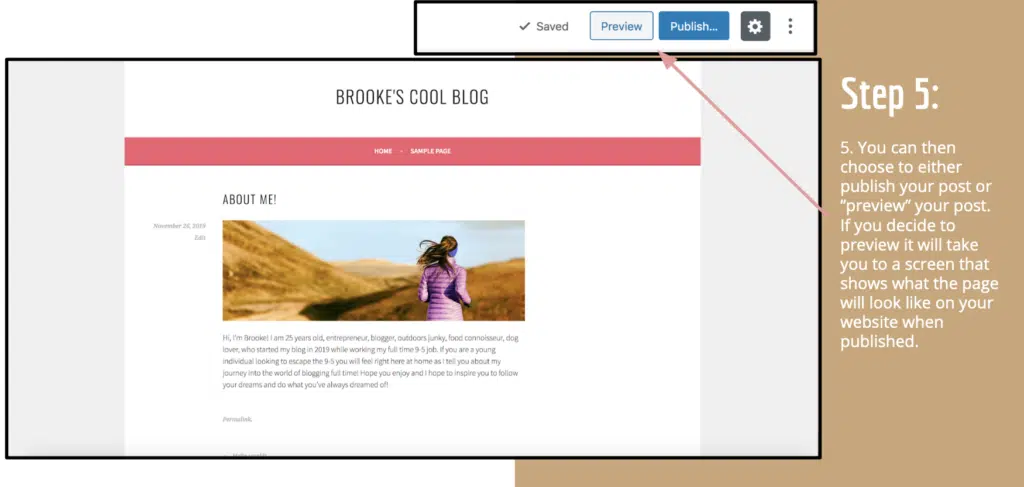 Saved Preview Publish...
BROOKE'S COOL BLOG
HOME - SAMPLE PAGE
ABOUT ME!
November 20, 2019
Edit
Hi, I'm Brooke! I am 25 years old, entrepreneur, blogger, outdoors junky, food connoisseur, dog
lover, who started my blog in 2019 while working my full time 9-5 job. If you are a young
individual looking to escape the 9-5 you will feel right here at home as I tell you about my
journey into the world of blogging full time! Hope you enjoy and I hope to inspire you to follow
your dreams and do what you've always dreamed of!
Permalink.
Step 5:
5. You can then
choose to either
publish your post or
“preview” your post.
If you decide to
preview it will take
you to a screen that
shows what the page
will look like on your
website when
published.